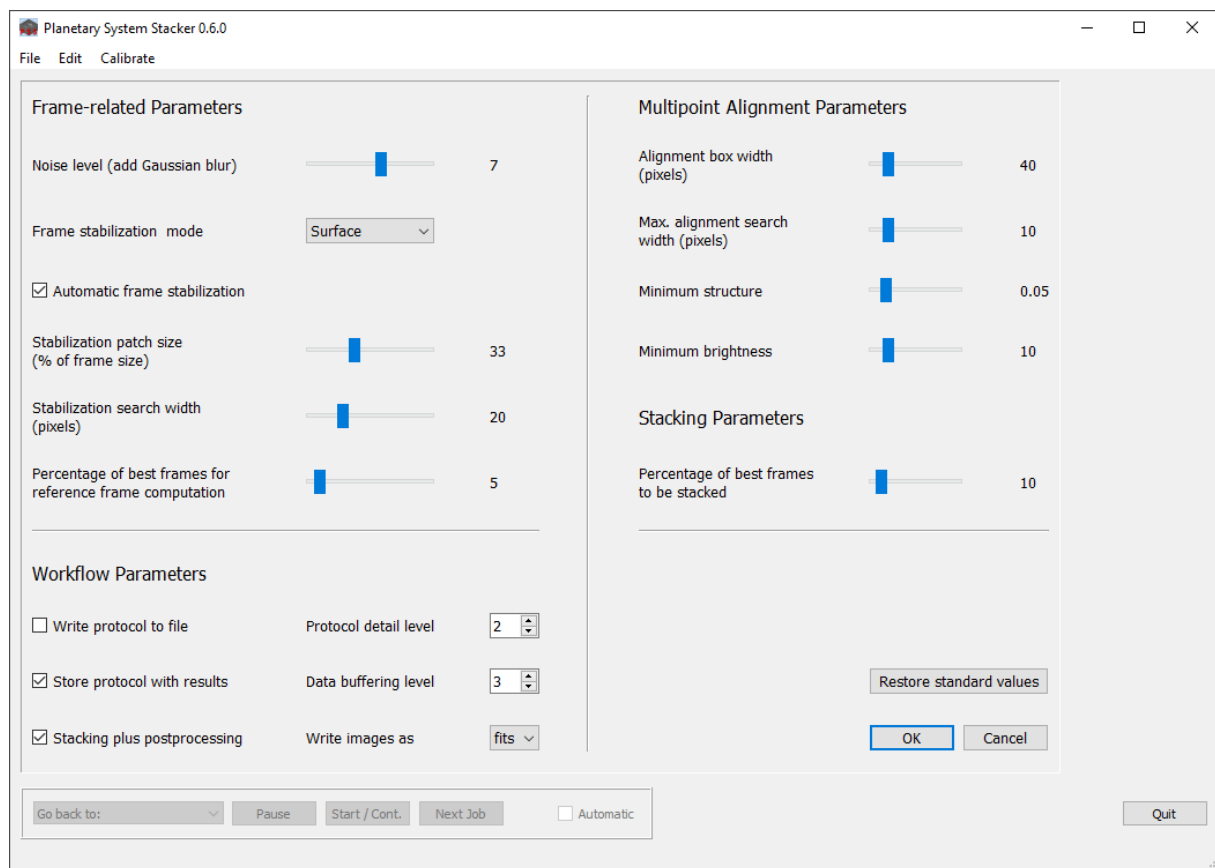 Planetary System Stacker 0.6.0
File Edit Calibrate
Frame-related Parameters
Noise level (add Gaussian blur) 7
Frame stabilization mode Surface
Automatic frame stabilization
Stabilization patch size
(% of frame size) 33
Stabilization search width
(pixels) 20
Percentage of best frames for
reference frame computation 5
Workflow Parameters
Write protocol to file Protocol detail level 2
Store protocol with results Data buffering level 3
Stacking plus postprocessing Write images as fits
Multipoint Alignment Parameters
Alignment box width
(pixels) 40
Max. alignment search
width (pixels) 10
Minimum structure 0.05
Minimum brightness 10
Stacking Parameters
Percentage of best frames
to be stacked 10
Restore standard values
OK Cancel
Go back to: Pause Start / Cont. Next Job Automatic Quit